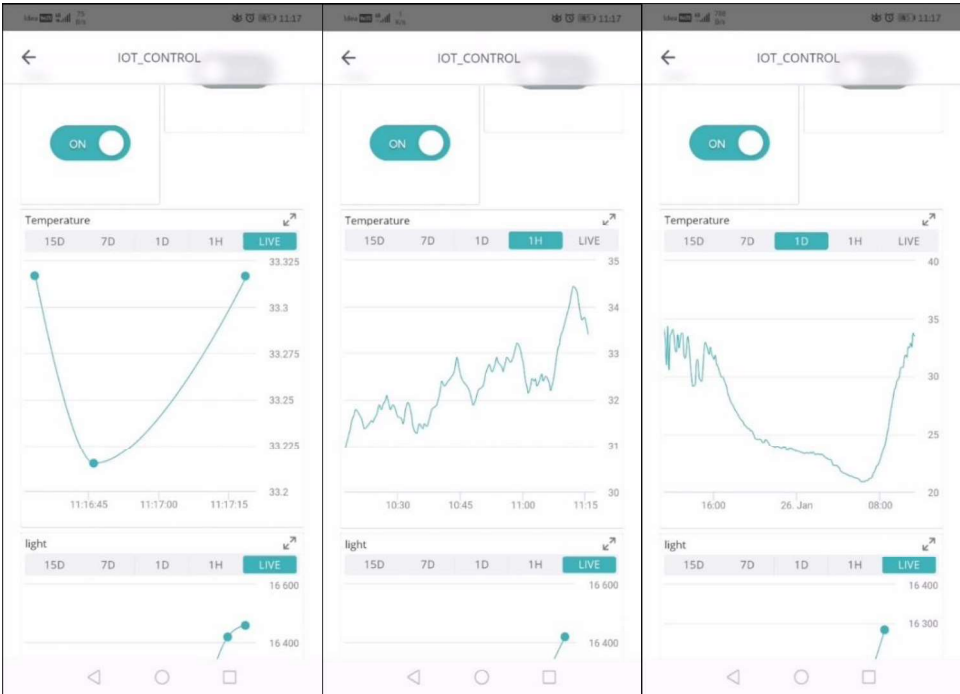 Idea 79 B/s 11:17
IOT_CONTROL
ON
Temperature
15D 7D 1D 1H LIVE
33.325
33.3
33.275
33.25
33.225
33.2
11:16:45 11:17:00 11:17:15
light
15D 7D 1D 1H LIVE
16 600
16 400
Idea B/s 11:17
IOT_CONTROL
ON
Temperature
15D 7D 1D 1H LIVE
35
34
33
32
31
30
10:30 10:45 11:00 11:15
light
15D 7D 1D 1H LIVE
16 600
16 400
Idea B/s 11:17
IOT_CONTROL
ON
Temperature
15D 7D 1D 1H LIVE
40
35
30
25
20
16:00 26. Jan 08:00
light
15D 7D 1D 1H LIVE
16 400
16 300